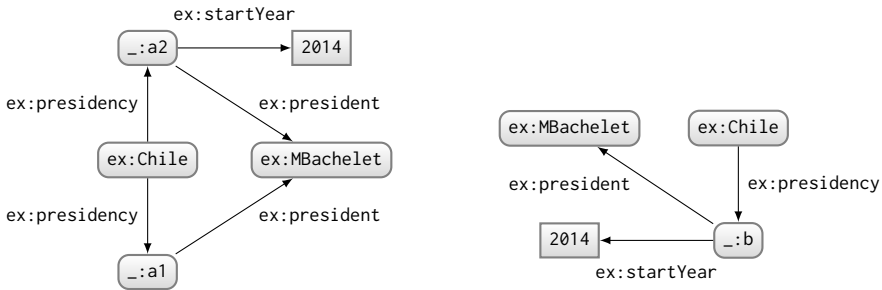 ex:startYear
_:a2
2014
ex:presidency
ex:president
ex:Chile
ex:MBachelet
ex:presidency
ex:president
_:a1
ex:MBachelet
ex:Chile
ex:president
ex:presidency
2014
_:b
ex:startYear